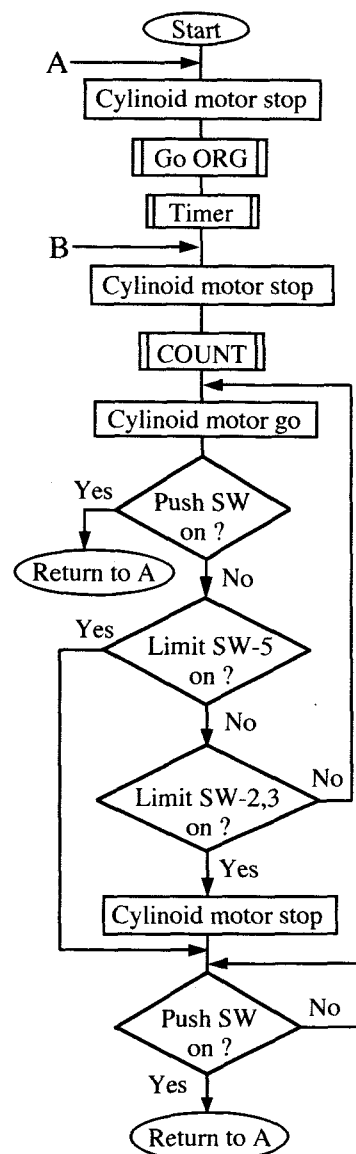 Start
A
Cylinoid motor stop
Go ORG
Timer
B
Cylinoid motor stop
COUNT
Cylinoid motor go
Yes
Push SW
on ?
Return to A
No
Yes
Limit SW-5
on ?
No
Limit SW-2,3
on ?
No
Yes
Cylinoid motor stop
Push SW
on ?
No
Yes
Return to A